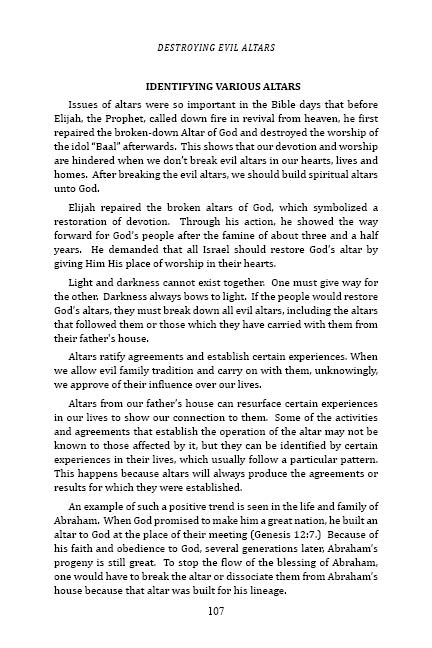 DESTROYING EVIL ALTARS
IDENTIFYING VARIOUS ALTARS
Issues of altars were so important in the Bible days that before
Elijah, the Prophet, called down fire in revival from heaven, he first
repaired the broken-down Altar of God and destroyed the worship of
the idol “Baal” afterwards.  This shows that our devotion and worship
are hindered when we don’t break evil altars in our hearts, lives and
homes.  After breaking the evil altars, we should build spiritual altars
unto God.
Elijah repaired the broken altars of God, which symbolized a
restoration of devotion.  Through his action, he showed the way
forward for God’s people after the famine of about three and a half
years.  He demanded that all Israel should restore God’s altar by
giving Him His place of worship in their hearts.
Light and darkness cannot exist together.  One must give way for
the other.  Darkness always bows to light.  If the people would restore
God’s altars, they must break down all evil altars, including the altars
that followed them or those which they have carried with them from
their father’s house.
Altars ratify agreements and establish certain experiences. When
we allow evil family tradition and carry on with them, unknowingly,
we approve of their influence over our lives.
Altars from our father’s house can resurface certain experiences
in our lives to show our connection to them.  Some of the activities
and agreements that establish the operation of the altar may not be
known to those affected by it, but they can be identified by certain
experiences in their lives, which usually follow a particular pattern.
This happens because altars will always produce the agreements or
results for which they were established.
An example of such a positive trend is seen in the life and family of
Abraham.  When God promised to make him a great nation, he built an
altar to God at the place of their meeting (Genesis 12:7.)  Because of
his faith and obedience to God, several generations later, Abraham’s
progeny is still great.  To stop the flow of the blessing of Abraham,
one would have to break the altar or dissociate them from Abraham’s
house because that altar was built for his lineage.
107